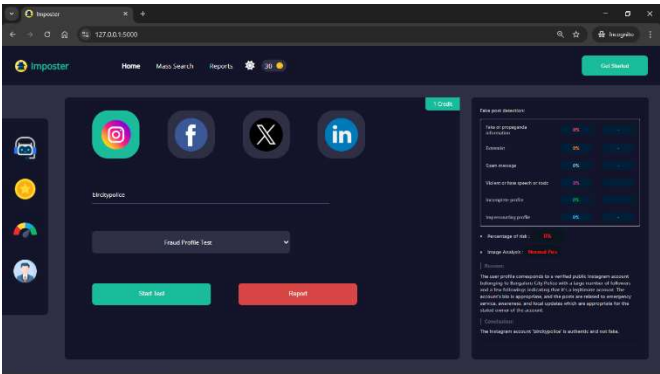 Imposter
127.0.0.1:5000
Incognito
Imposter
Home
Mass Search
Reports
30
Get Started
1 Credit
in
blrcitypolice
Fraud Profile Test
Start Test
Report
Fake post detection:
Fake or propaganda
information
0%
-
Extremist
0%
-
Spam message
0%
-
Violent or hate speech or
0%
-
Incomplete profile
0%
-
Impersonating profile
0%
-
Percentage of risk :
Image Analysis :
Reason:
The user profile corresponds to a verified public Instagram account
belonging to Bengaluru City Police with a large number of followers
and a few followings indicating that it's a legitimate account. The
account's bio is appropriate, and the posts are related to emergency
service, awareness, and local updates which are appropriate for the
stated owner of the account.
Conclusion:
The Instagram account 'blrcitypolice' is authentic and not fake.